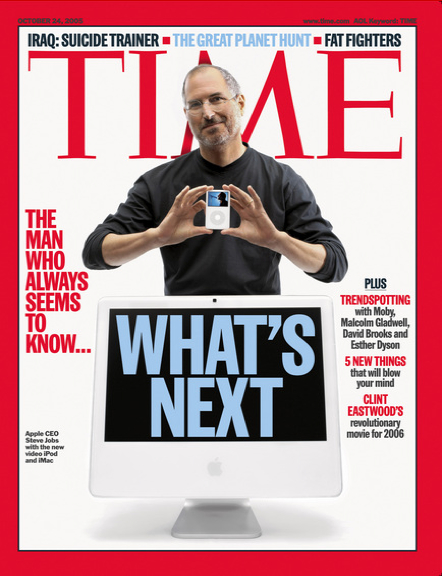 OCTOBER 24, 2005
www.time.com AOL Keyword: TIME
IRAQ: SUICIDE TRAINER ▪ THE GREAT PLANET HUNT ▪ FAT FIGHTERS
TIME
THE
MAN
WHO
ALWAYS
SEEMS
TO
KNOW...
WHAT'S
NEXT
PLUS
TRENDSPOTTING
with Moby,
Malcolm Gladwell,
David Brooks and
Esther Dyson
5 NEW THINGS
that will blow
your mind
CLINT
EASTWOOD'S
revolutionary
movie for 2006
Apple CEO
Steve Jobs
with the new
video iPod
and iMac